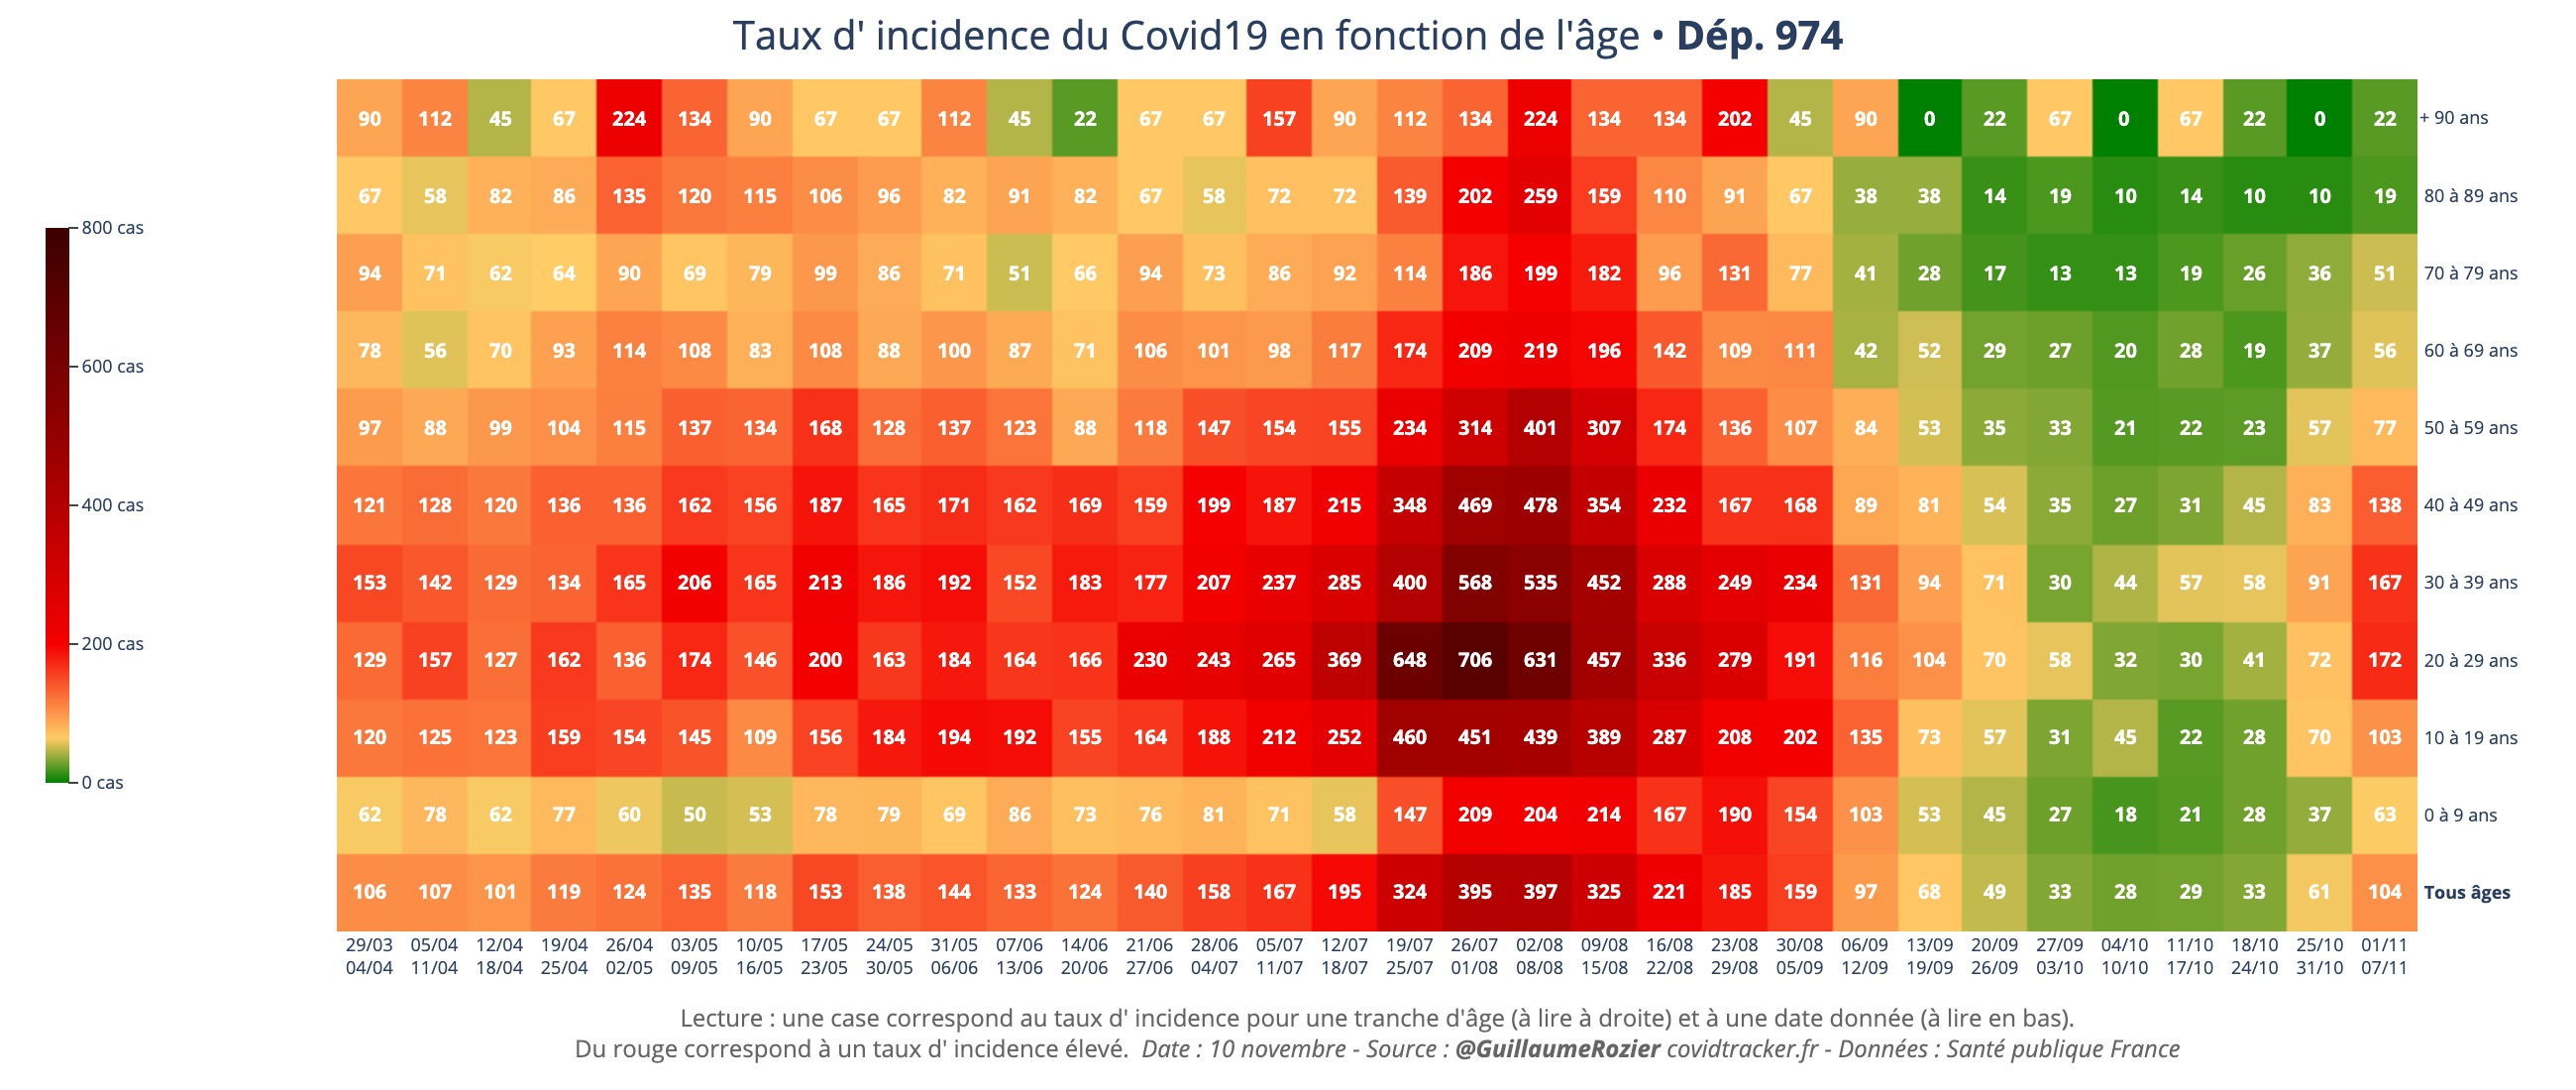 Taux d' incidence du Covid19 en fonction de l'âge • Dép. 974
800 cas
600 cas
400 cas
200 cas
0 cas
90 112 45 67 224 134 90 67 67 112 45 22 67 67 157 90 112 134 224 134 134 202 45 90 0 22 67 0 67 22 0 22 + 90 ans
67 58 82 86 135 120 115 106 96 82 91 82 67 58 72 72 139 202 259 159 110 91 67 38 38 14 19 10 14 10 10 19 80 à 89 ans
94 71 62 64 90 69 79 99 86 71 51 66 94 73 86 92 114 186 199 182 96 131 77 41 28 17 13 13 19 26 36 51 70 à 79 ans
78 56 70 93 114 108 83 108 88 100 87 71 106 101 98 117 174 209 219 196 142 109 111 42 52 29 27 20 28 19 37 56 60 à 69 ans
97 88 99 104 115 137 134 168 128 137 123 88 118 147 154 155 234 314 401 307 174 136 107 84 53 35 33 21 22 23 57 77 50 à 59 ans
121 128 120 136 136 162 156 187 165 171 162 169 159 199 187 215 348 469 478 354 232 167 168 89 81 54 35 27 31 45 83 138 40 à 49 ans
153 142 129 134 165 206 165 213 186 192 152 183 177 207 237 285 400 568 535 452 288 249 234 131 94 71 30 44 57 58 91 167 30 à 39 ans
129 157 127 162 136 174 146 200 163 184 164 166 230 243 265 369 648 706 631 457 336 279 191 116 104 70 58 32 30 41 72 172 20 à 29 ans
120 125 123 159 154 145 109 156 184 194 192 155 164 188 212 252 460 451 439 389 287 208 202 135 73 57 31 45 22 28 70 103 10 à 19 ans
62 78 62 77 60 50 53 78 79 69 86 73 76 81 71 58 147 209 204 214 167 190 154 103 53 45 27 18 21 28 37 63 0 à 9 ans
106 107 101 119 124 135 118 153 138 144 133 124 140 158 167 195 324 395 397 325 221 185 159 97 68 49 33 28 29 33 61 104 Tous âges
29/03 05/04 12/04 19/04 26/04 03/05 10/05 17/05 24/05 31/05 07/06 14/06 21/06 28/06 05/07 12/07 19/07 26/07 02/08 09/08 16/08 23/08 30/08 06/09 13/09 20/09 27/09 04/10 11/10 18/10 25/10 01/11
04/04 11/04 18/04 25/04 02/05 09/05 16/05 23/05 30/05 06/06 13/06 20/06 27/06 04/07 11/07 18/07 25/07 01/08 08/08 15/08 22/08 29/08 05/09 12/09 19/09 26/09 03/10 10/10 17/10 24/10 31/10 07/11
Lecture : une case correspond au taux d' incidence pour une tranche d'âge (à lire à droite) et à une date donnée (à lire en bas).
Du rouge correspond à un taux d' incidence élevé. Date : 10 novembre - Source : @GuillaumeRozier covidtracker.fr - Données : Santé publique France